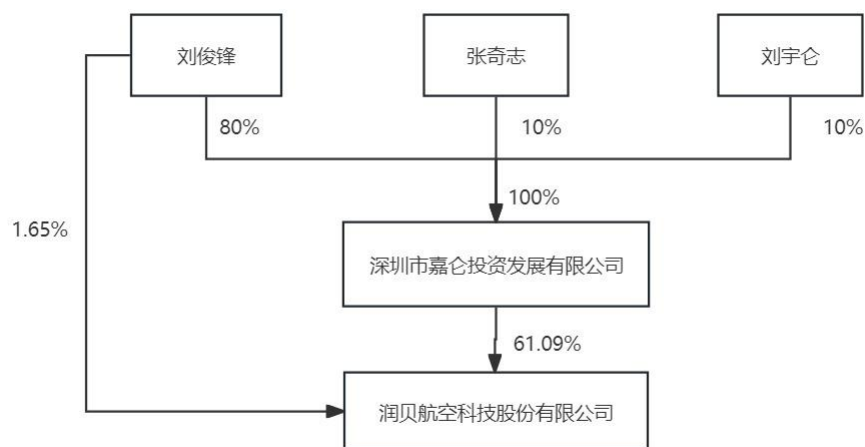 刘俊锋
张奇志
刘宇仑
80%
10%
10%
100%
1.65%
深圳市嘉仑投资发展有限公司
61.09%
润贝航空科技股份有限公司